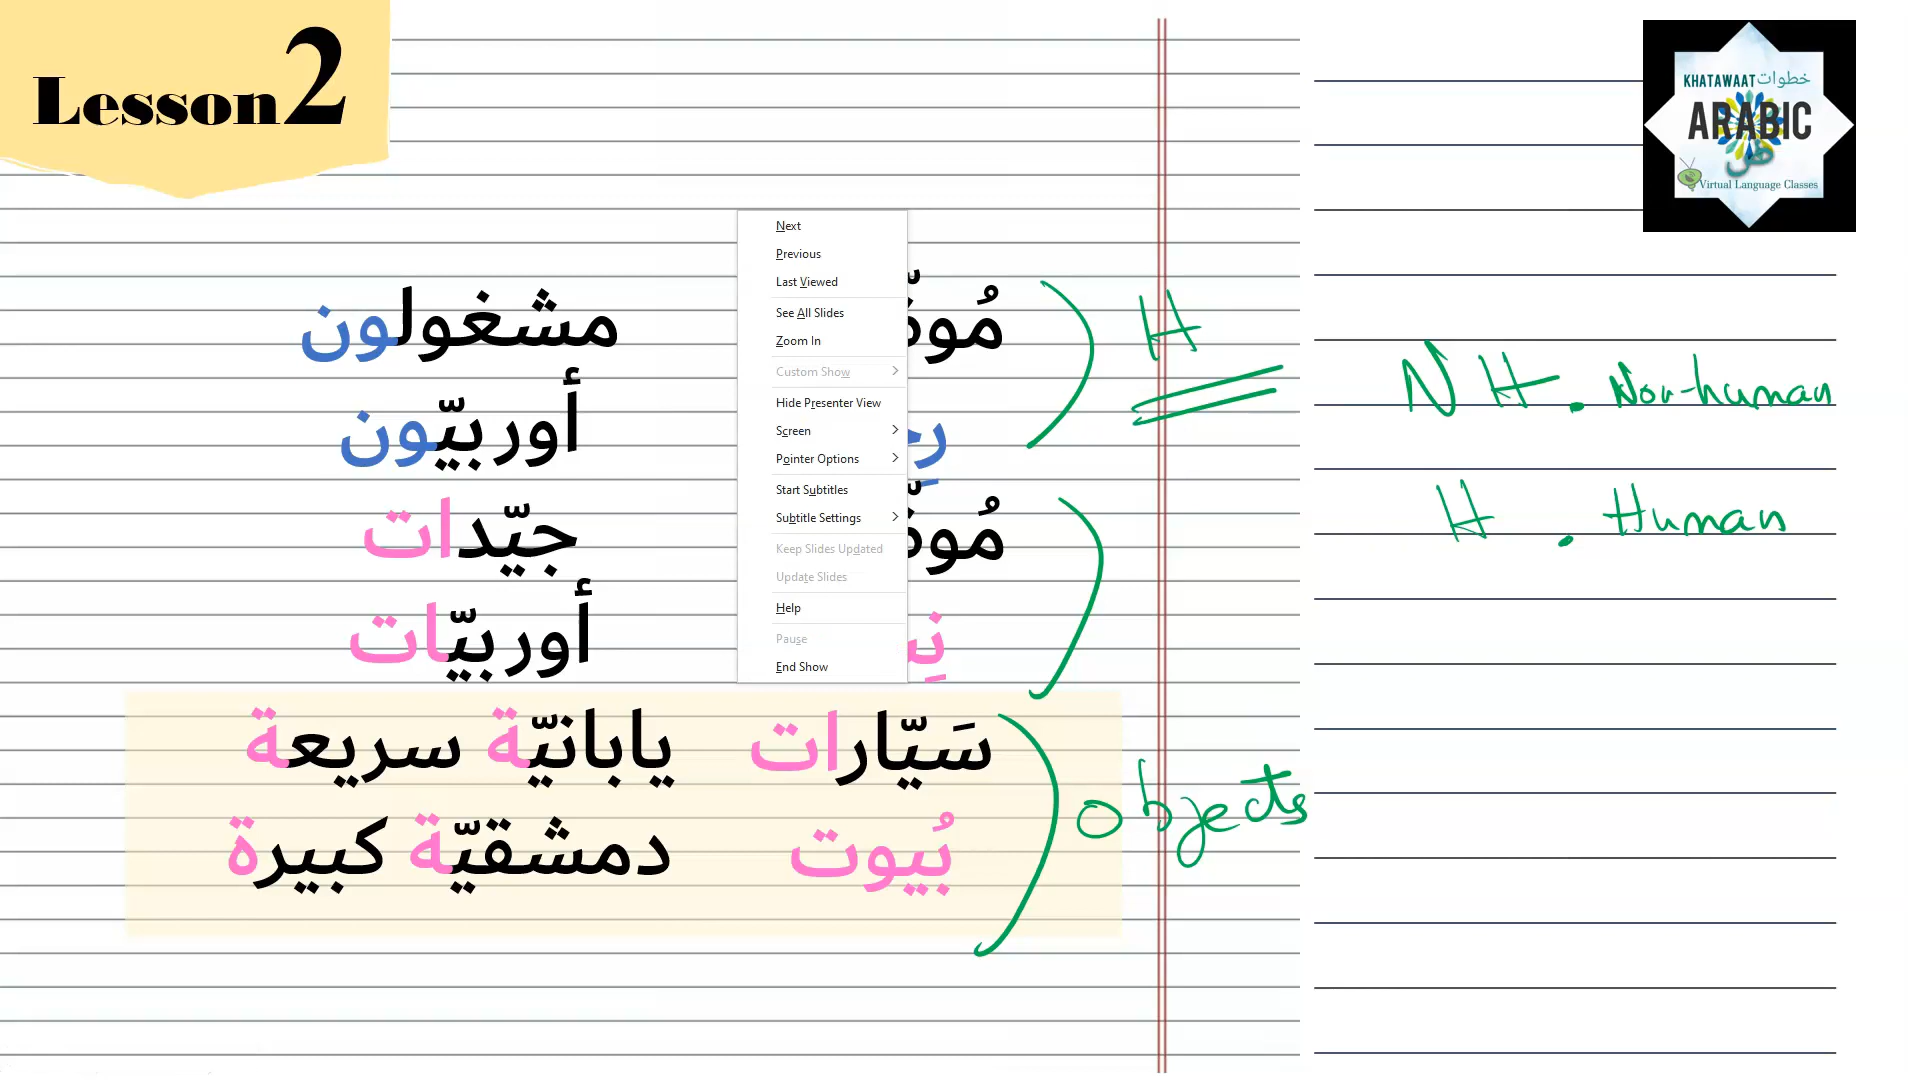 Lesson 2
KHATAWAAT خطوات
ARABIC
ض
Virtual Language Classes
Next
Previous
Last Viewed
See All Slides
Zoom In
Custom Show
Hide Presenter View
Screen
Pointer Options
Start Subtitles
Subtitle Settings
Keep Slides Updated
Update Slides
Help
Pause
End Show
مشغولون
أوربيّون
جيّدات
أوربيّات
سَيّارات يابانيّة سريعة
بُيوت دمشقيّة كبيرة
H
objects
NH. Non-human
H. Human